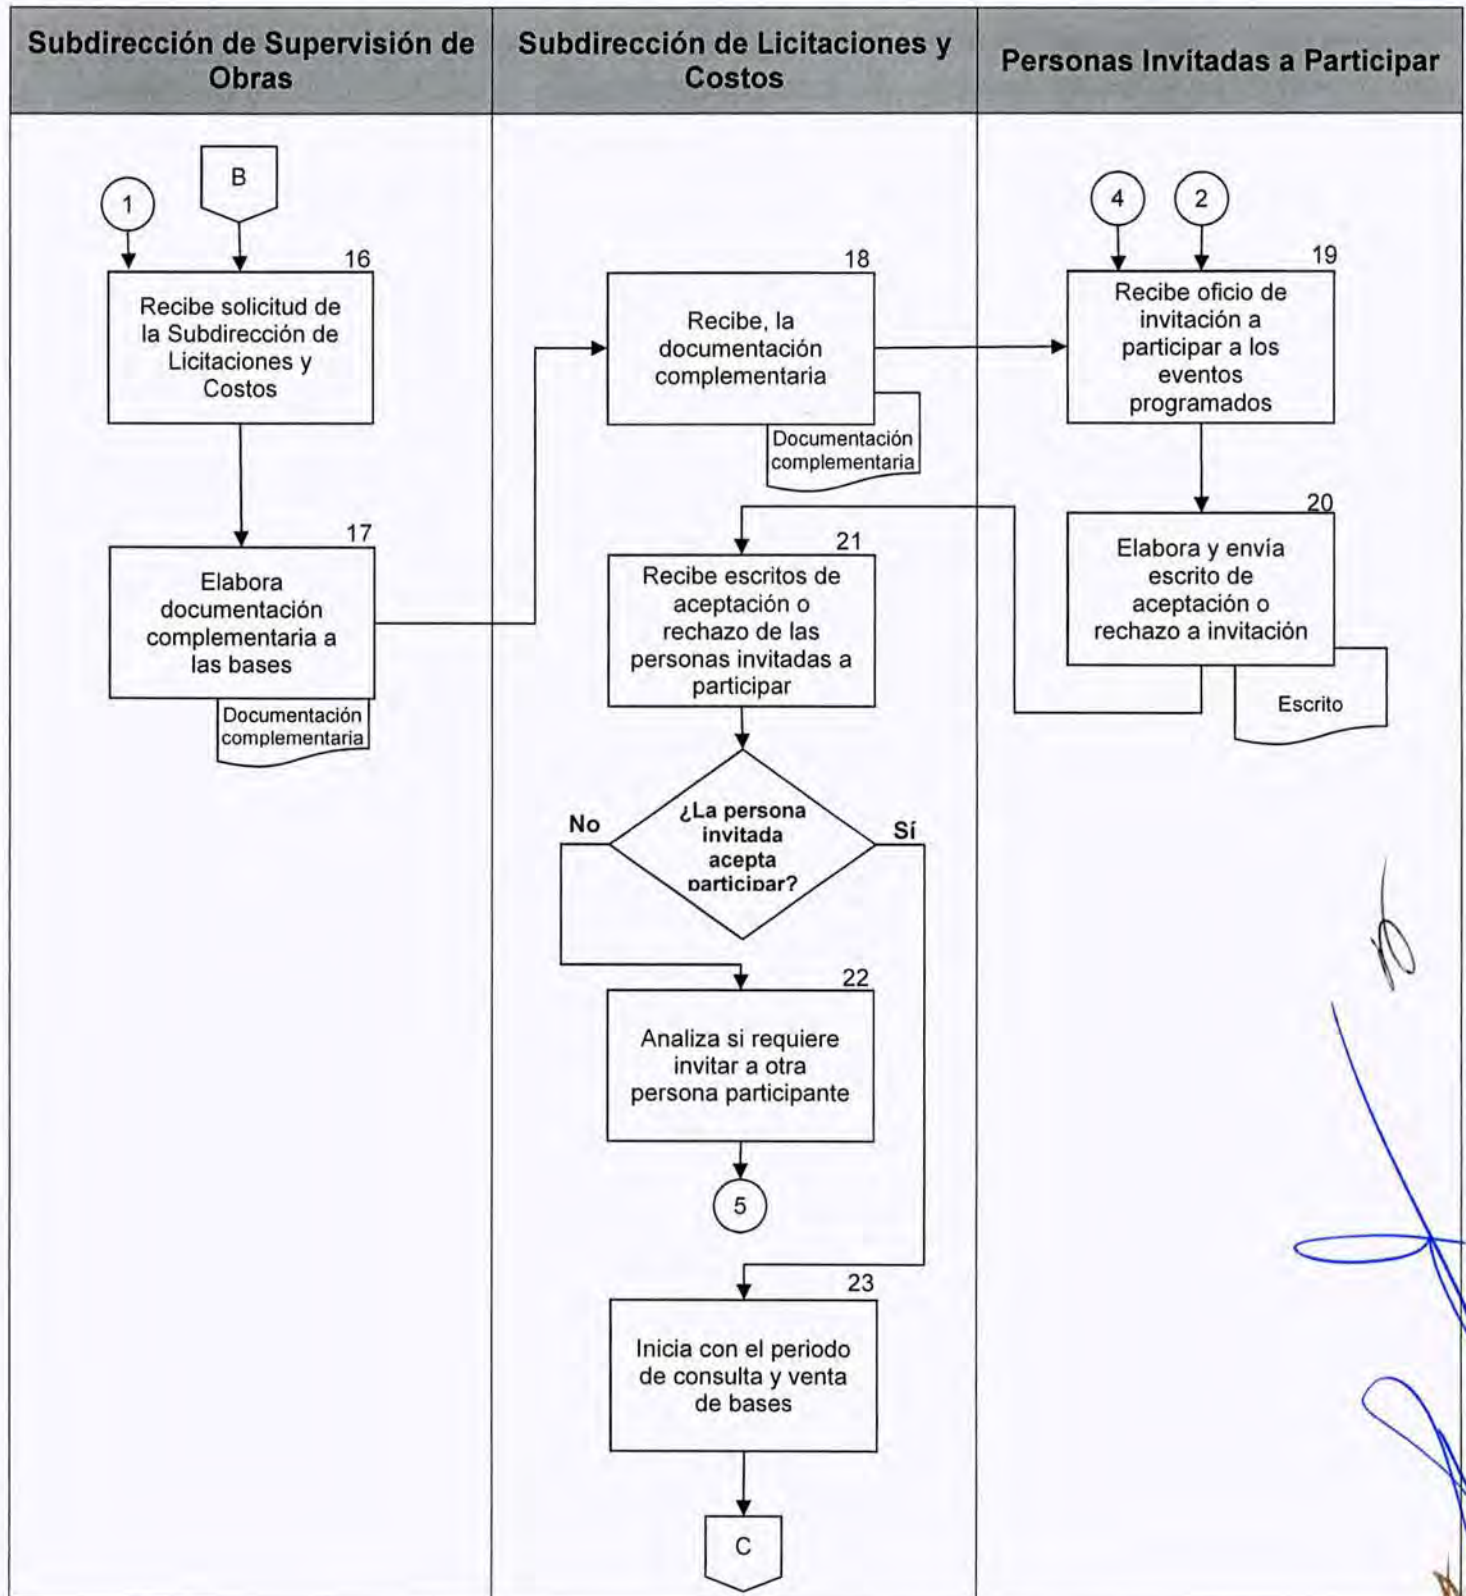 Subdirección de Supervisión de
Obras
Subdirección de Licitaciones y
Costos
Personas Invitadas a Participar
1
B
16
Recibe solicitud de
la Subdirección de
Licitaciones y
Costos
17
Elabora
documentación
complementaria a
las bases
Documentación
complementaria
18
Recibe, la
documentación
complementaria
Documentación
complementaria
4
2
19
Recibe oficio de
invitación a
participar a los
eventos
programados
20
Elabora y envía
escrito de
aceptación o
rechazo a invitación
Escrito
21
Recibe escritos de
aceptación o
rechazo de las
personas invitadas a
participar
¿La persona
invitada
acepta
participar?
No
Sí
22
Analiza si requiere
invitar a otra
persona participante
5
23
Inicia con el periodo
de consulta y venta
de bases
C